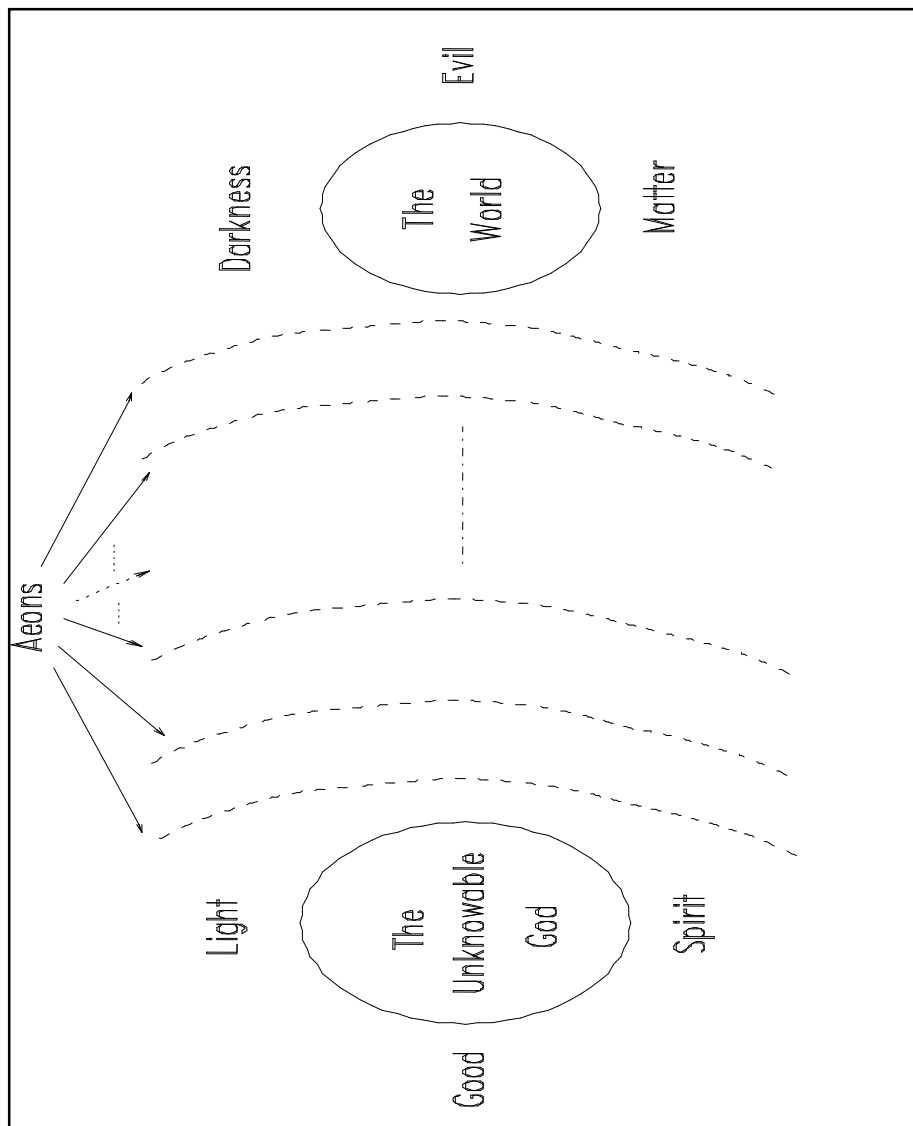 Aeons
Light
Darkness
Good
The
Unknowable
God
The
World
Evil
Spirit
Matter